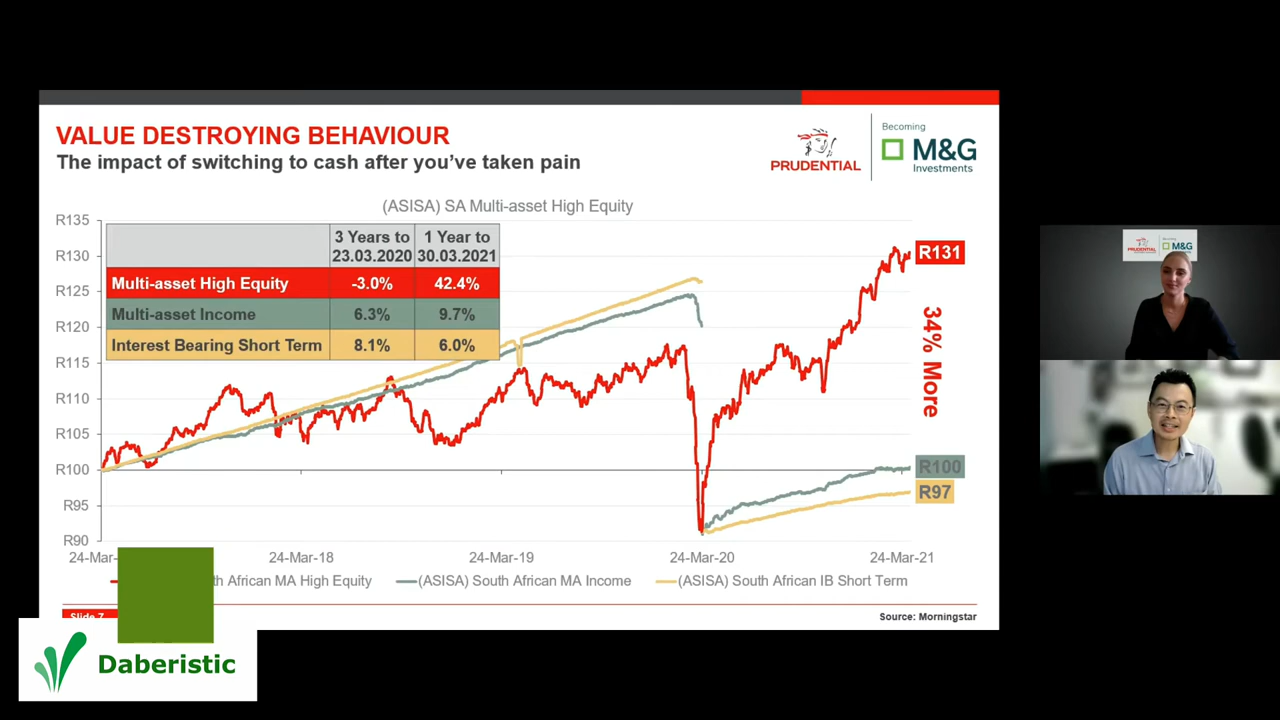 VALUE DESTROYING BEHAVIOUR
The impact of switching to cash after you've taken pain
PRUDENTIAL
Becoming
M&G
Investments
(ASISA) SA Multi-asset High Equity
R135
R130
R125
R120
R115
R110
R105
R100
R95
R90
3 Years to 23.03.2020
1 Year to 30.03.2021
Multi-asset High Equity -3.0% 42.4%
Multi-asset Income 6.3% 9.7%
Interest Bearing Short Term 8.1% 6.0%
R131
34% More
R100
R97
24-Mar- 24-Mar-18 24-Mar-19 24-Mar-20 24-Mar-21
African MA High Equity (ASISA) South African MA Income (ASISA) South African IB Short Term
Slide 7
Source: Morningstar
Daberistic
PRUDENTIAL
M&G